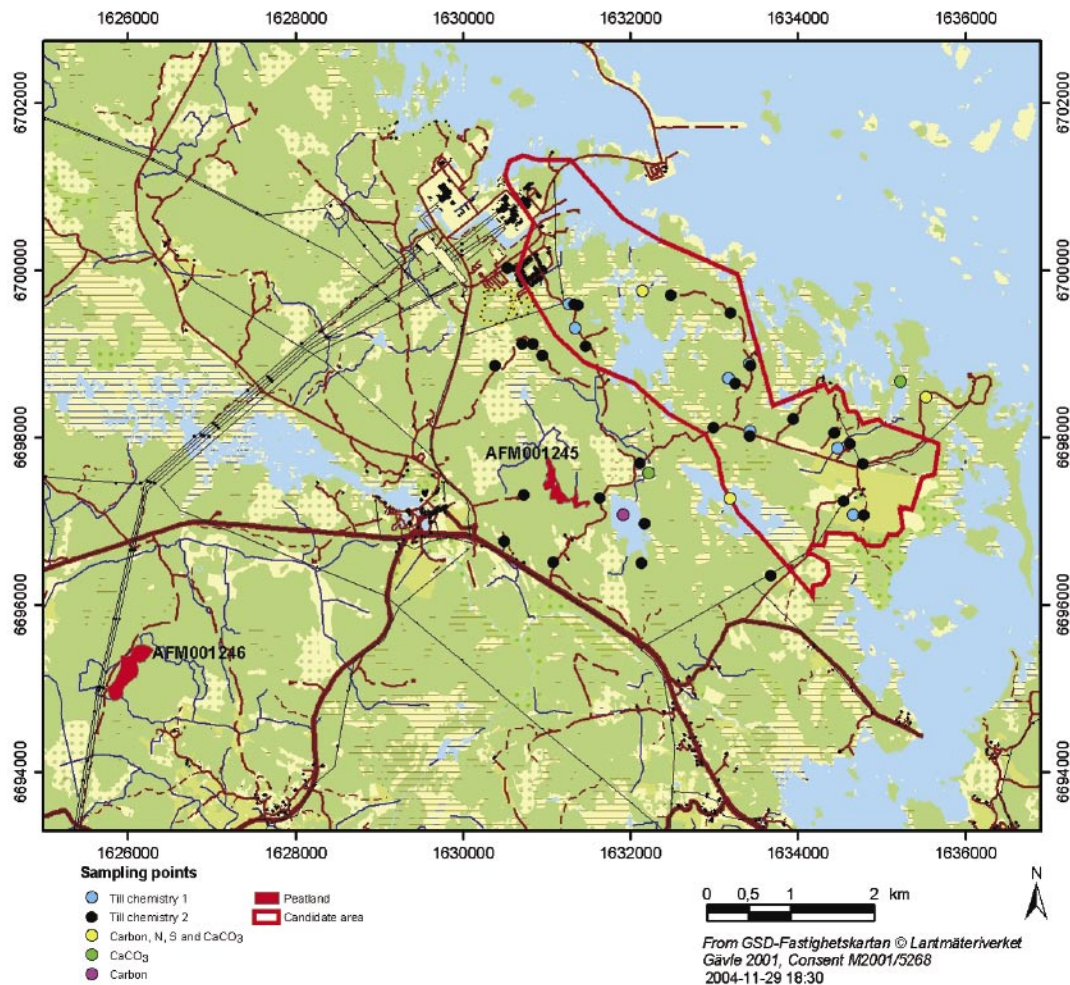 1626000 1628000 1630000 1632000 1634000 1636000
6702000 6702000
6700000 6700000
6698000 6698000
AFM001245
6696000 6696000
AFM001246
6694000 6694000
1626000 1628000 1630000 1632000 1634000 1636000
Sampling points
Till chemistry 1 Peatland
Till chemistry 2 Candidate area
Carbon, N, S and CaCO₃
CaCO₃
Carbon
0 0,5 1 2 km
N
From GSD-Fastighetskartan © Lantmäteriverket
Gävle 2001, Consent M2001/5268
2004-11-29 18:30